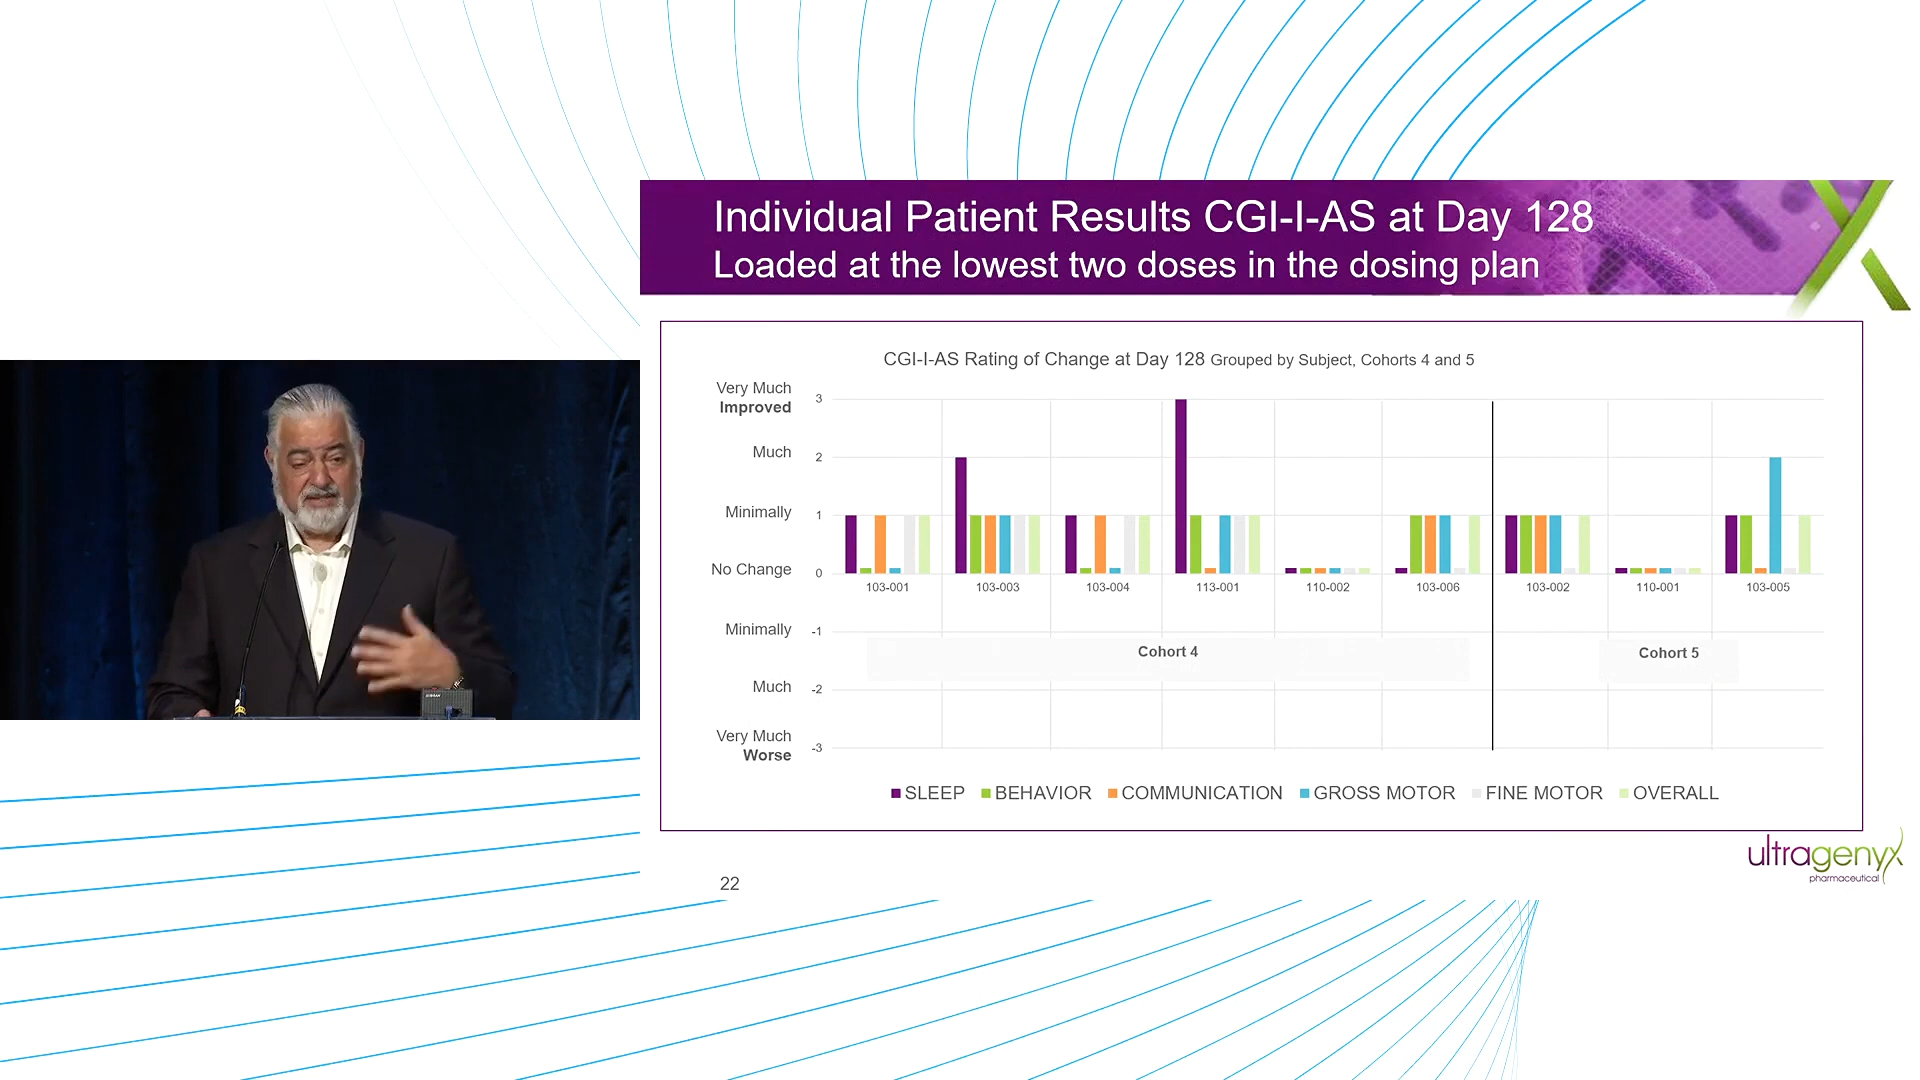 Individual Patient Results CGI-I-AS at Day 128
Loaded at the lowest two doses in the dosing plan
CGI-I-AS Rating of Change at Day 128 Grouped by Subject, Cohorts 4 and 5
Very Much
Improved
3
Much
2
Minimally
1
No Change
0
103-001
103-003
103-004
113-001
110-002
103-006
103-002
110-001
103-005
Minimally
-1
Cohort 4
Cohort 5
Much
-2
Very Much
Worse
-3
SLEEP
BEHAVIOR
COMMUNICATION
GROSS MOTOR
FINE MOTOR
OVERALL
ultragenyx
pharmaceutical
22